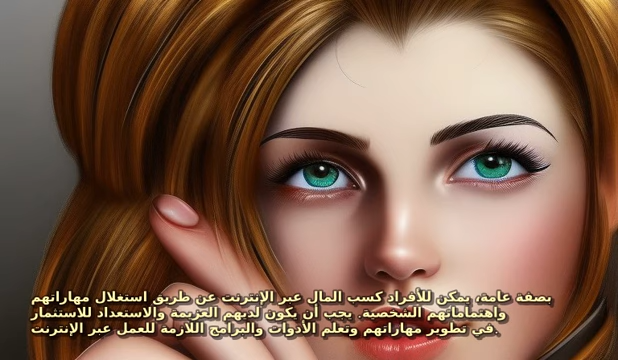 بصفة عامة، يمكن للأفراد كسب المال عبر الإنترنت عن طريق استغلال مهاراتهم
واهتماماتهم الشخصية. يجب أن يكون لديهم العزيمة والاستعداد للاستثمار
في تطوير مهاراتهم وتعلم الأدوات والبرامج اللازمة للعمل عبر الإنترنت.